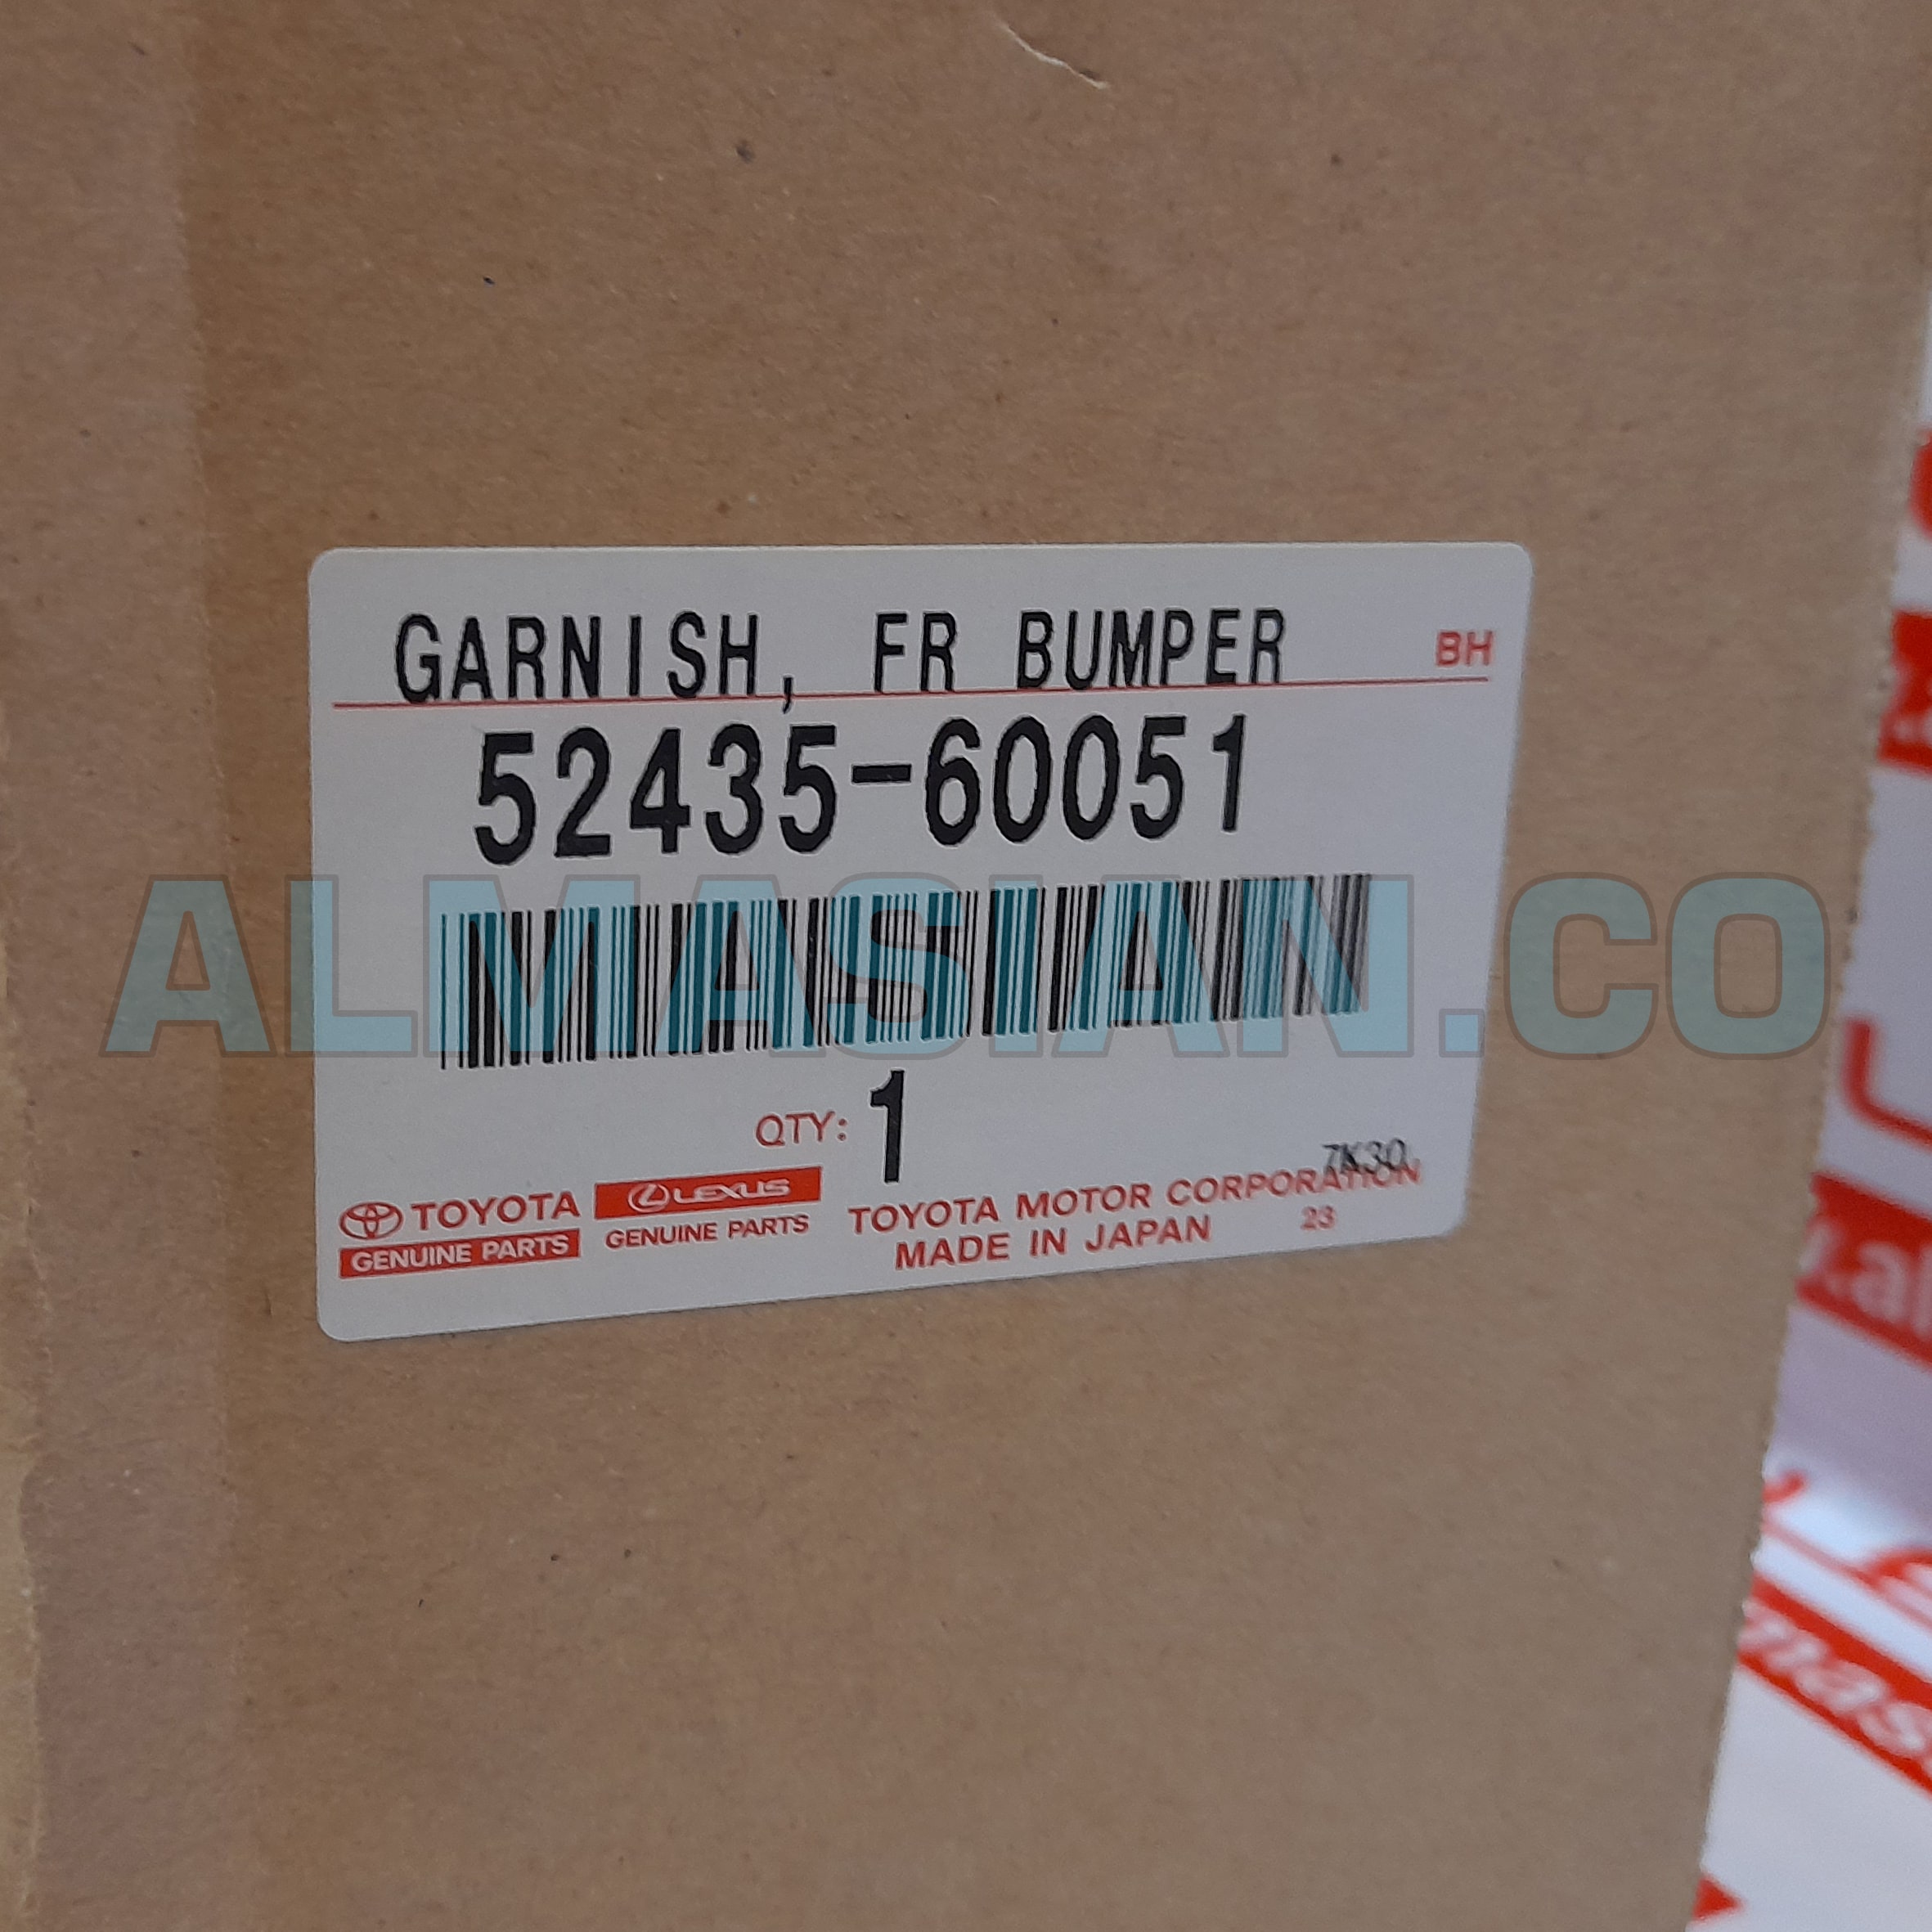 GARNISH, FR BUMPER
BH
52435-60051
ALMASIAN.CO
QTY: 1
7K30
TOYOTA
GENUINE PARTS
LEXUS
GENUINE PARTS
TOYOTA MOTOR CORPORATION
MADE IN JAPAN 23